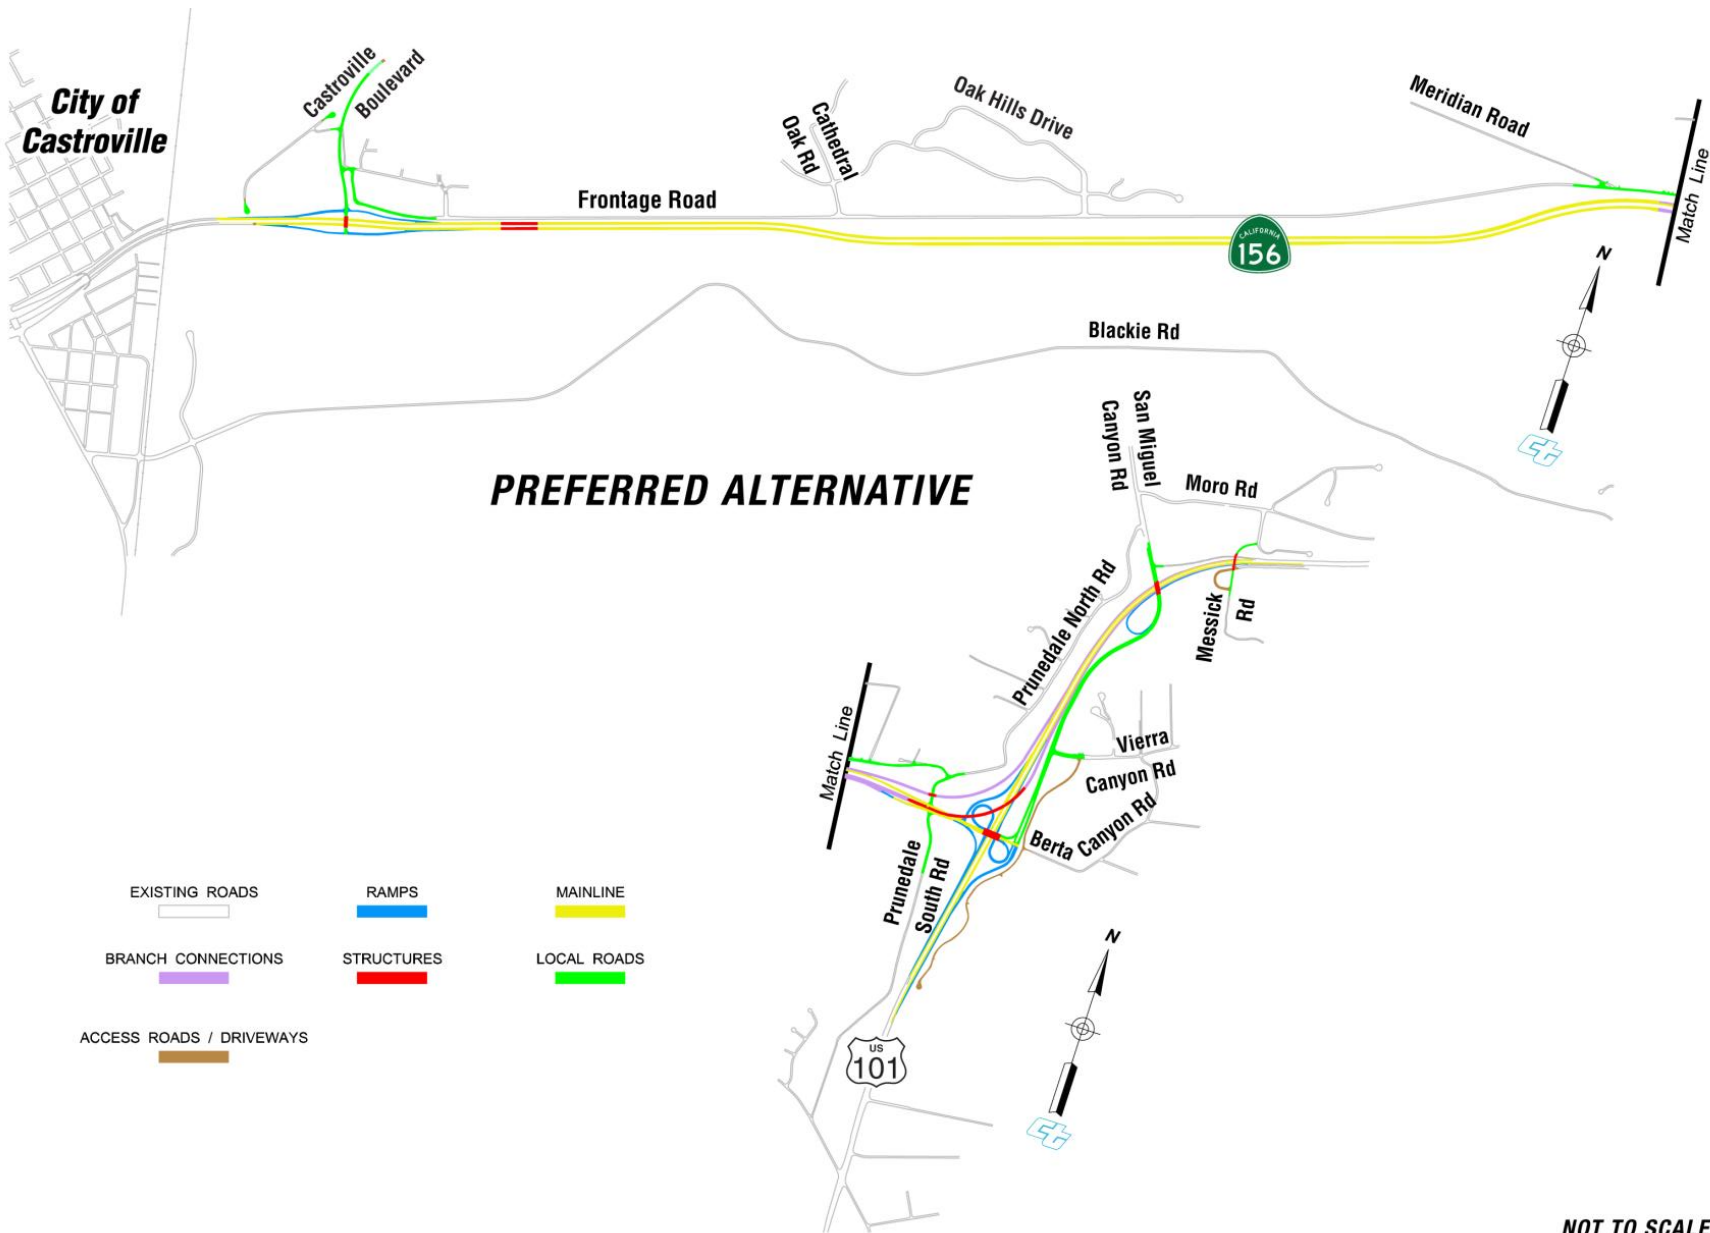 City of
Castroville
Castroville
Boulevard
Cathedral
Oak Rd
Oak Hills Drive
Meridian Road
Match Line
Frontage Road
CALIFORNIA
156
N
Blackie Rd
San Miguel
Canyon Rd
PREFERRED ALTERNATIVE
Moro Rd
Prunedale North Rd
Messick
Rd
Match Line
Vierra
Canyon Rd
Berta Canyon Rd
Prunedale
South Rd
EXISTING ROADS
RAMPS
MAINLINE
BRANCH CONNECTIONS
STRUCTURES
LOCAL ROADS
ACCESS ROADS / DRIVEWAYS
N
US
101
ct
ct
NOT TO SCALE